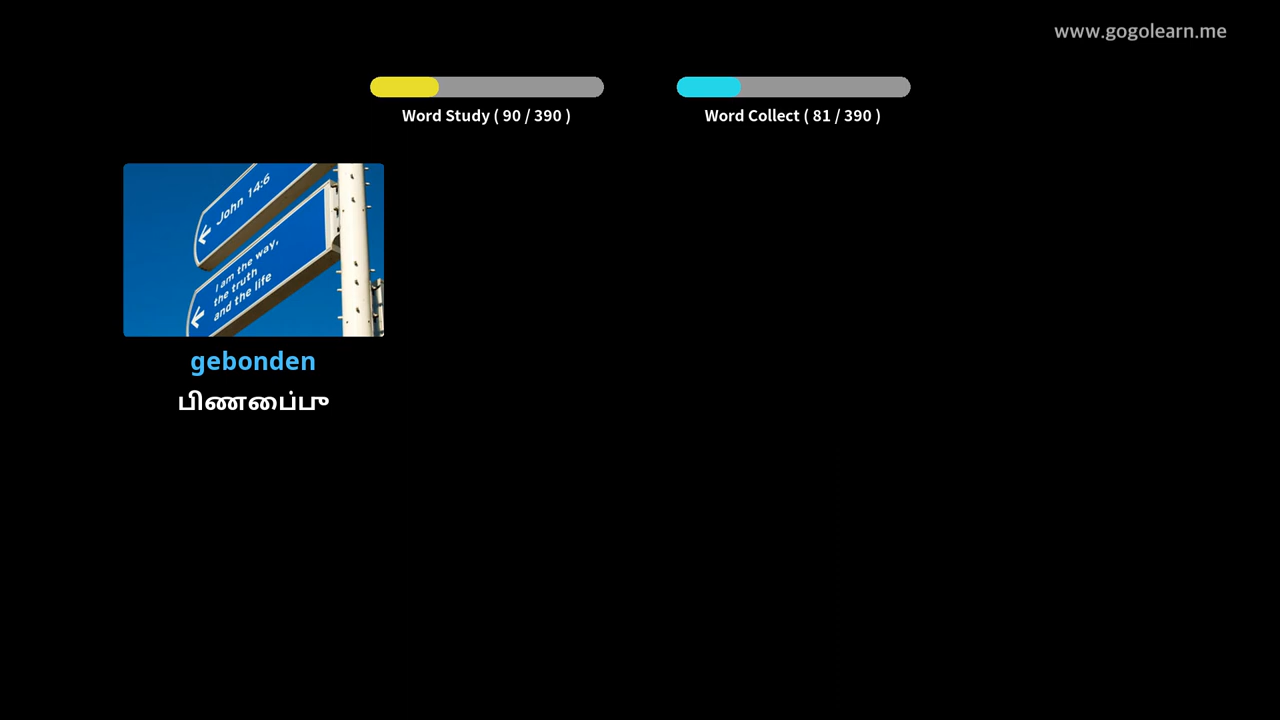 www.gogolearn.me
Word Study ( 90 / 390 )
Word Collect ( 81 / 390 )
John 14:6
I am the way,
the truth
and the life
gebonden
பிணைப்பு